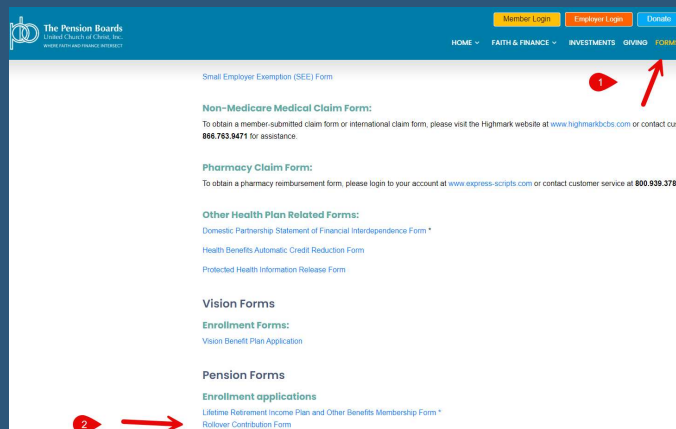 The Pension Boards
United Church of Christ, Inc.
WHERE FAITH AND FINANCE INTERSECT
Member Login
Employer Login
Donate
HOME
FAITH & FINANCE
INVESTMENTS
GIVING
FORMS
1
Small Employer Exemption (SEE) Form
Non-Medicare Medical Claim Form:
To obtain a member-submitted claim form or international claim form, please visit the Highmark website at www.highmarkbcbs.com or contact cus
866.763.9471 for assistance.
Pharmacy Claim Form:
To obtain a pharmacy reimbursement form, please login to your account at www.express-scripts.com or contact customer service at 800.939.378
Other Health Plan Related Forms:
Domestic Partnership Statement of Financial Interdependence Form *
Health Benefits Automatic Credit Reduction Form
Protected Health Information Release Form
Vision Forms
Enrollment Forms:
Vision Benefit Plan Application
Pension Forms
Enrollment applications
Lifetime Retirement Income Plan and Other Benefits Membership Form *
2
Rollover Contribution Form